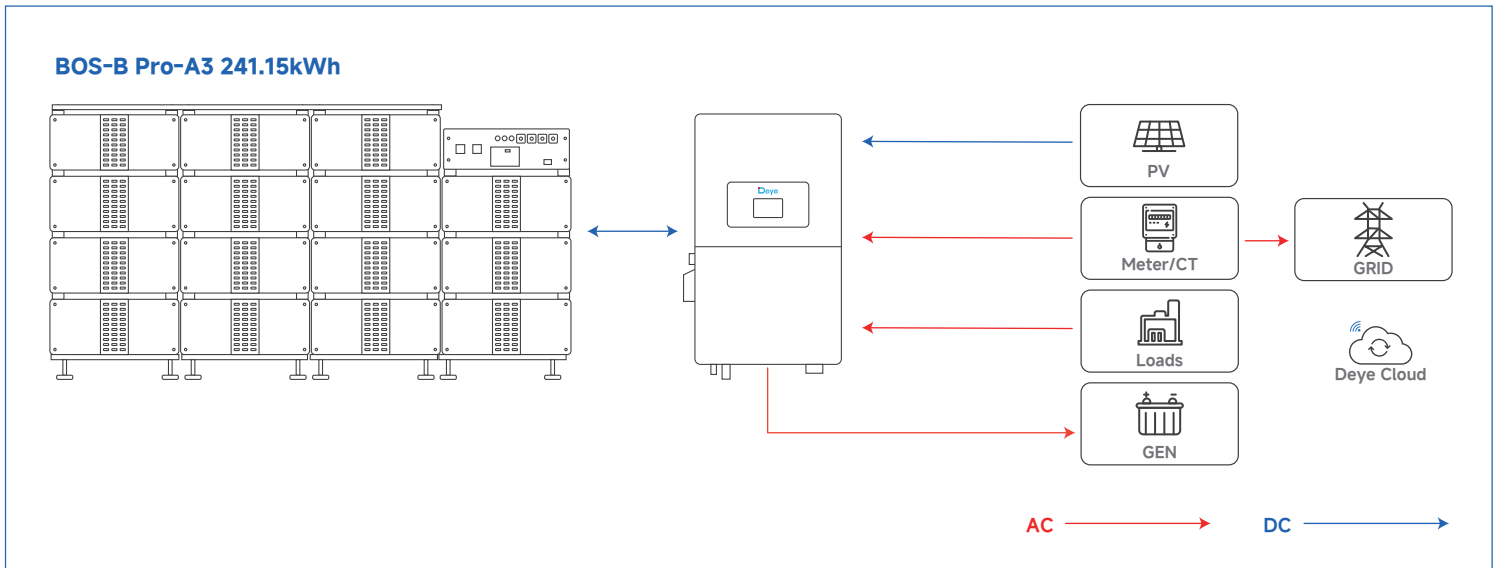 BOS-B Pro-A3 241.15kWh
Deye
PV
Meter/CT
GRID
Loads
Deye Cloud
+ -
GEN
AC
DC